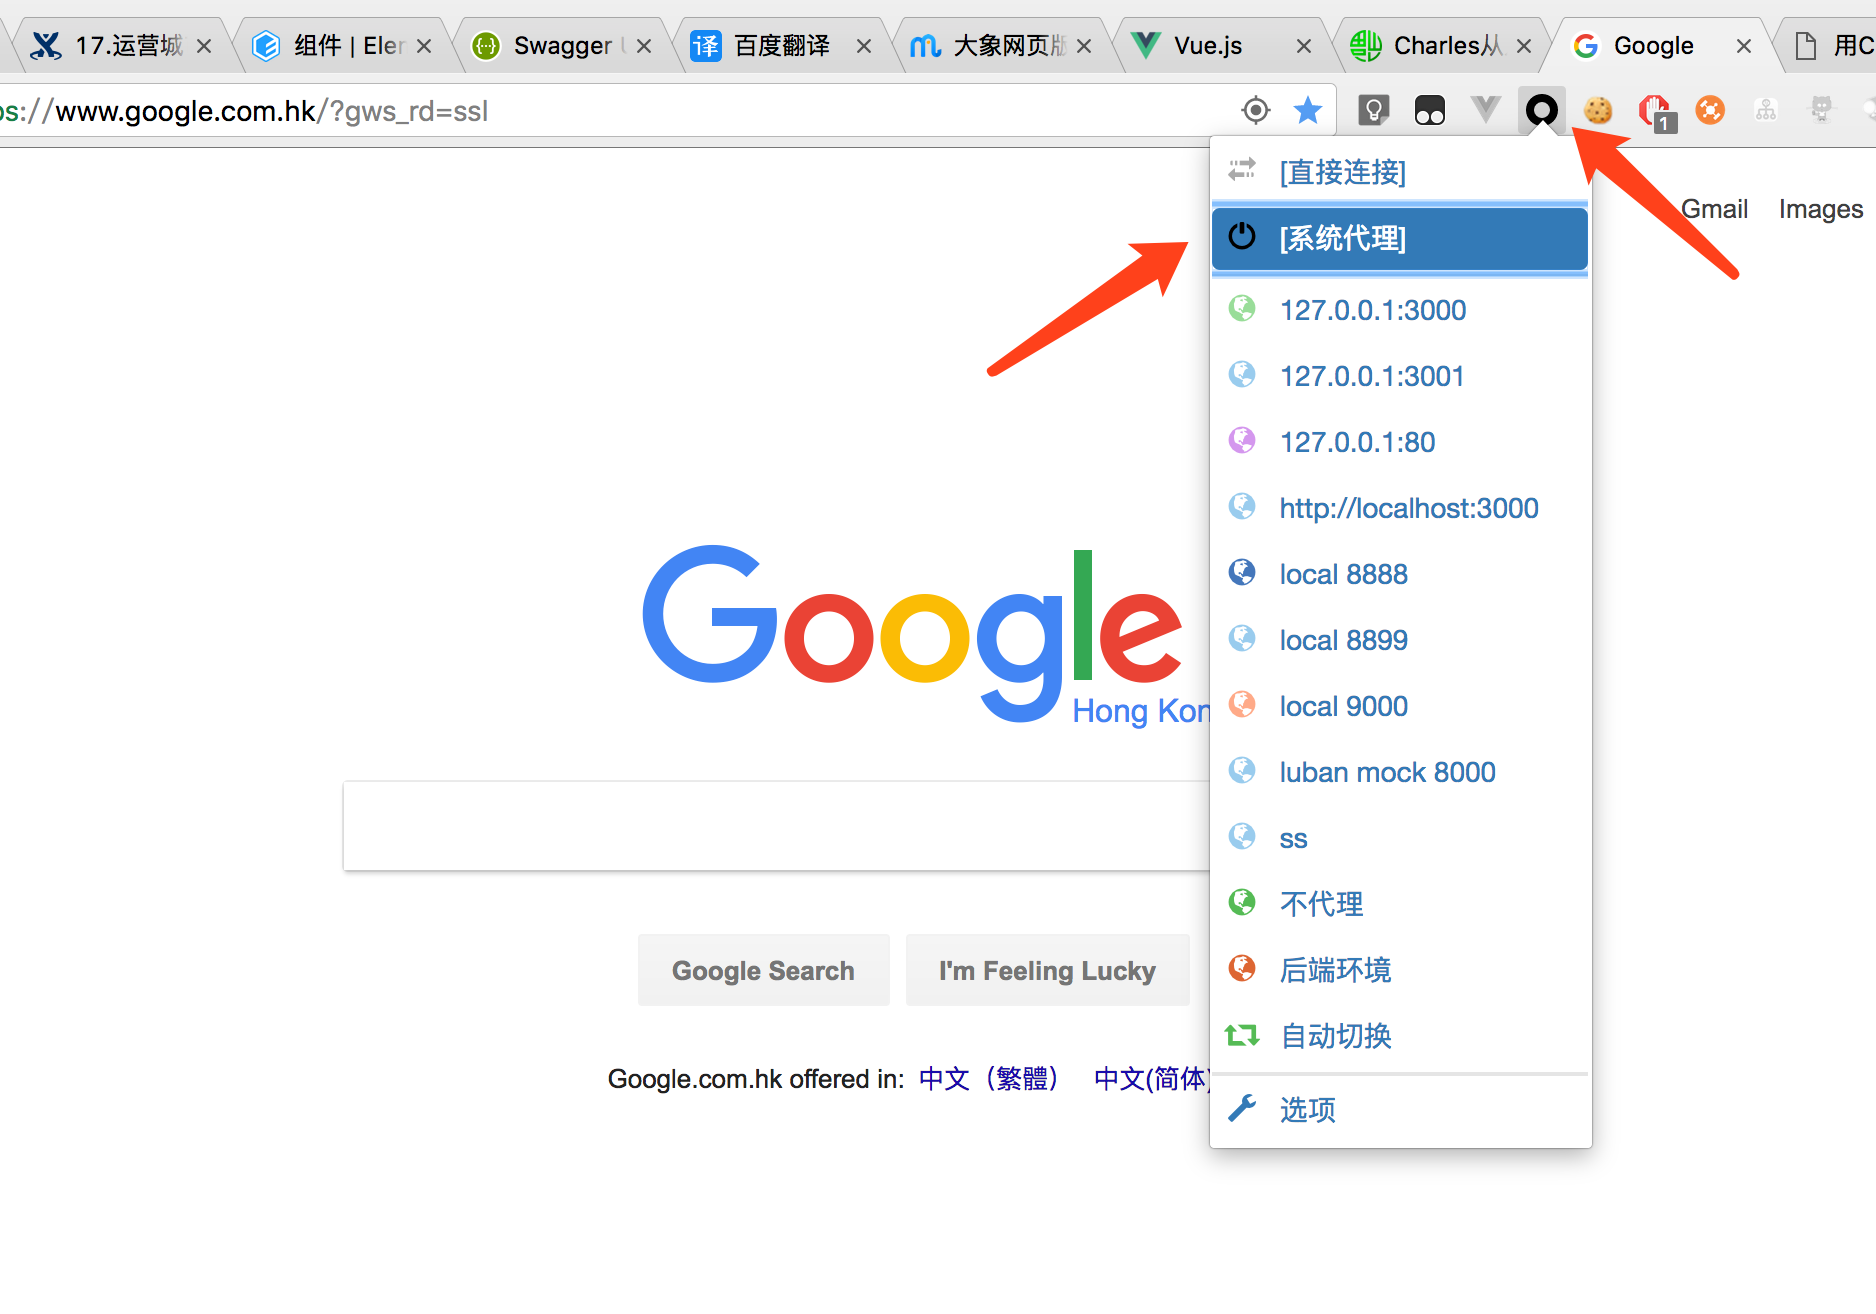 17.运营城
组件 | Eler
Swagger
百度翻译
大象网页版
Vue.js
Charles从
Google
用C
ps://www.google.com.hk/?gws_rd=ssl
1
[直接连接]
Gmail
Images
[系统代理]
127.0.0.1:3000
127.0.0.1:3001
127.0.0.1:80
http://localhost:3000
local 8888
local 8899
Google
local 9000
Hong Kon
luban mock 8000
ss
不代理
Google Search
I'm Feeling Lucky
后端环境
自动切换
Google.com.hk offered in: 中文（繁體） 中文(简体)
选项